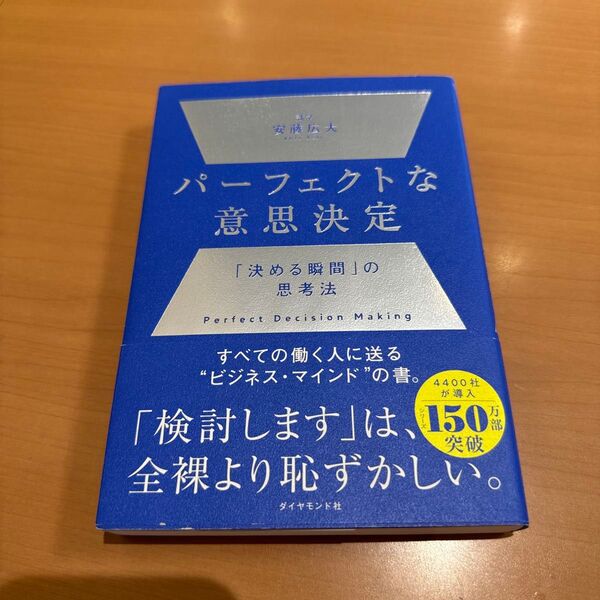 安藤広大
パーフェクトな
意思決定
「決める瞬間」の
思考法
Perfect Decision Making
すべての働く人に送る
“ビジネス・マインド”の書。
4400社
が導入
シリーズ
150万部
突破
「検討します」は、
全裸より恥ずかしい。
ダイヤモンド社